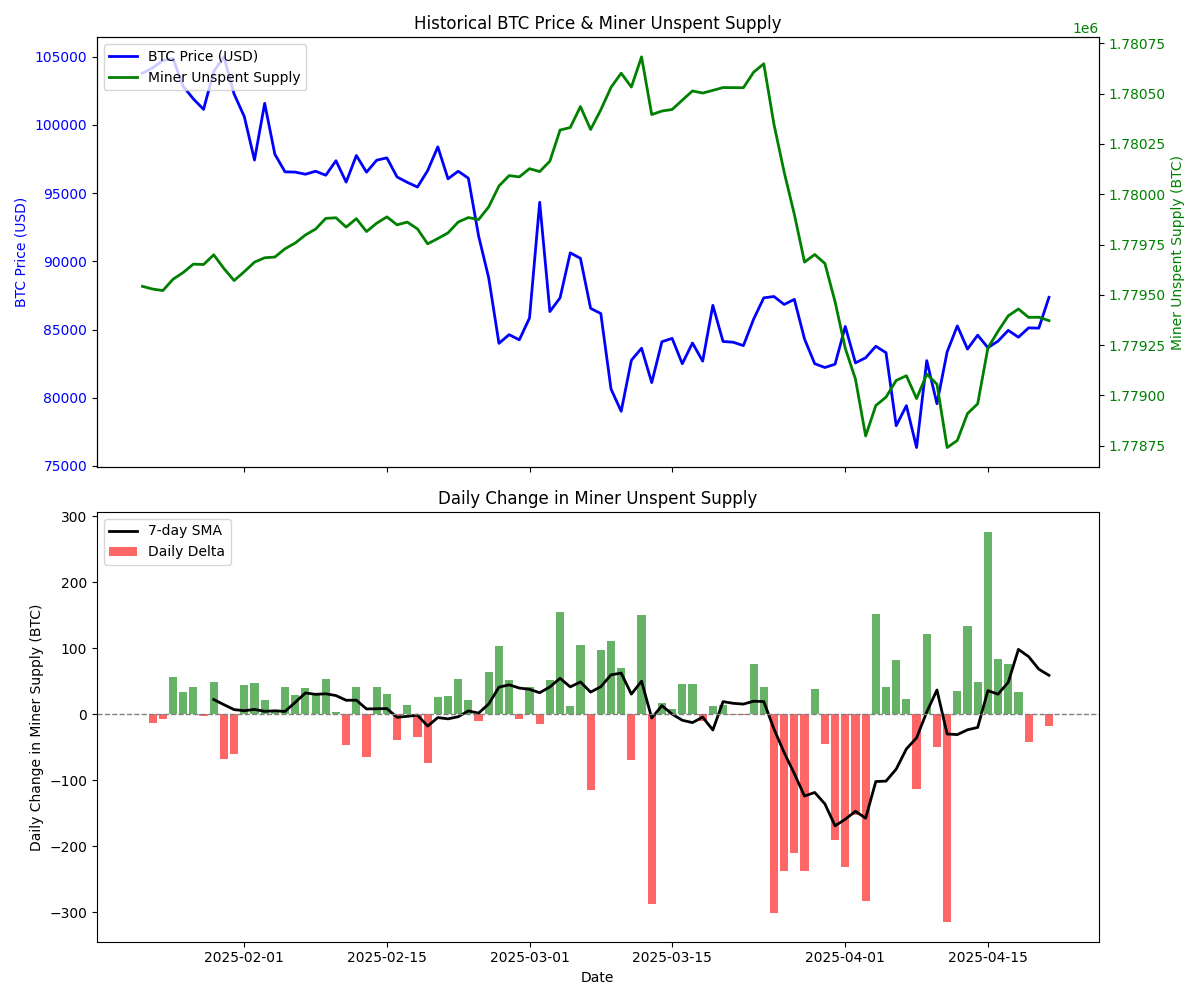 Historical BTC Price & Miner Unspent Supply
1e6
BTC Price (USD)
Miner Unspent Supply
105000
100000
95000
90000
85000
80000
75000
BTC Price (USD)
1.78075
1.78050
1.78025
1.78000
1.77975
1.77950
1.77925
1.77900
1.77875
Miner Unspent Supply (BTC)
Daily Change in Miner Unspent Supply
7-day SMA
Daily Delta
300
200
100
0
−100
−200
−300
Daily Change in Miner Supply (BTC)
2025-02-01
2025-02-15
2025-03-01
2025-03-15
2025-04-01
2025-04-15
Date